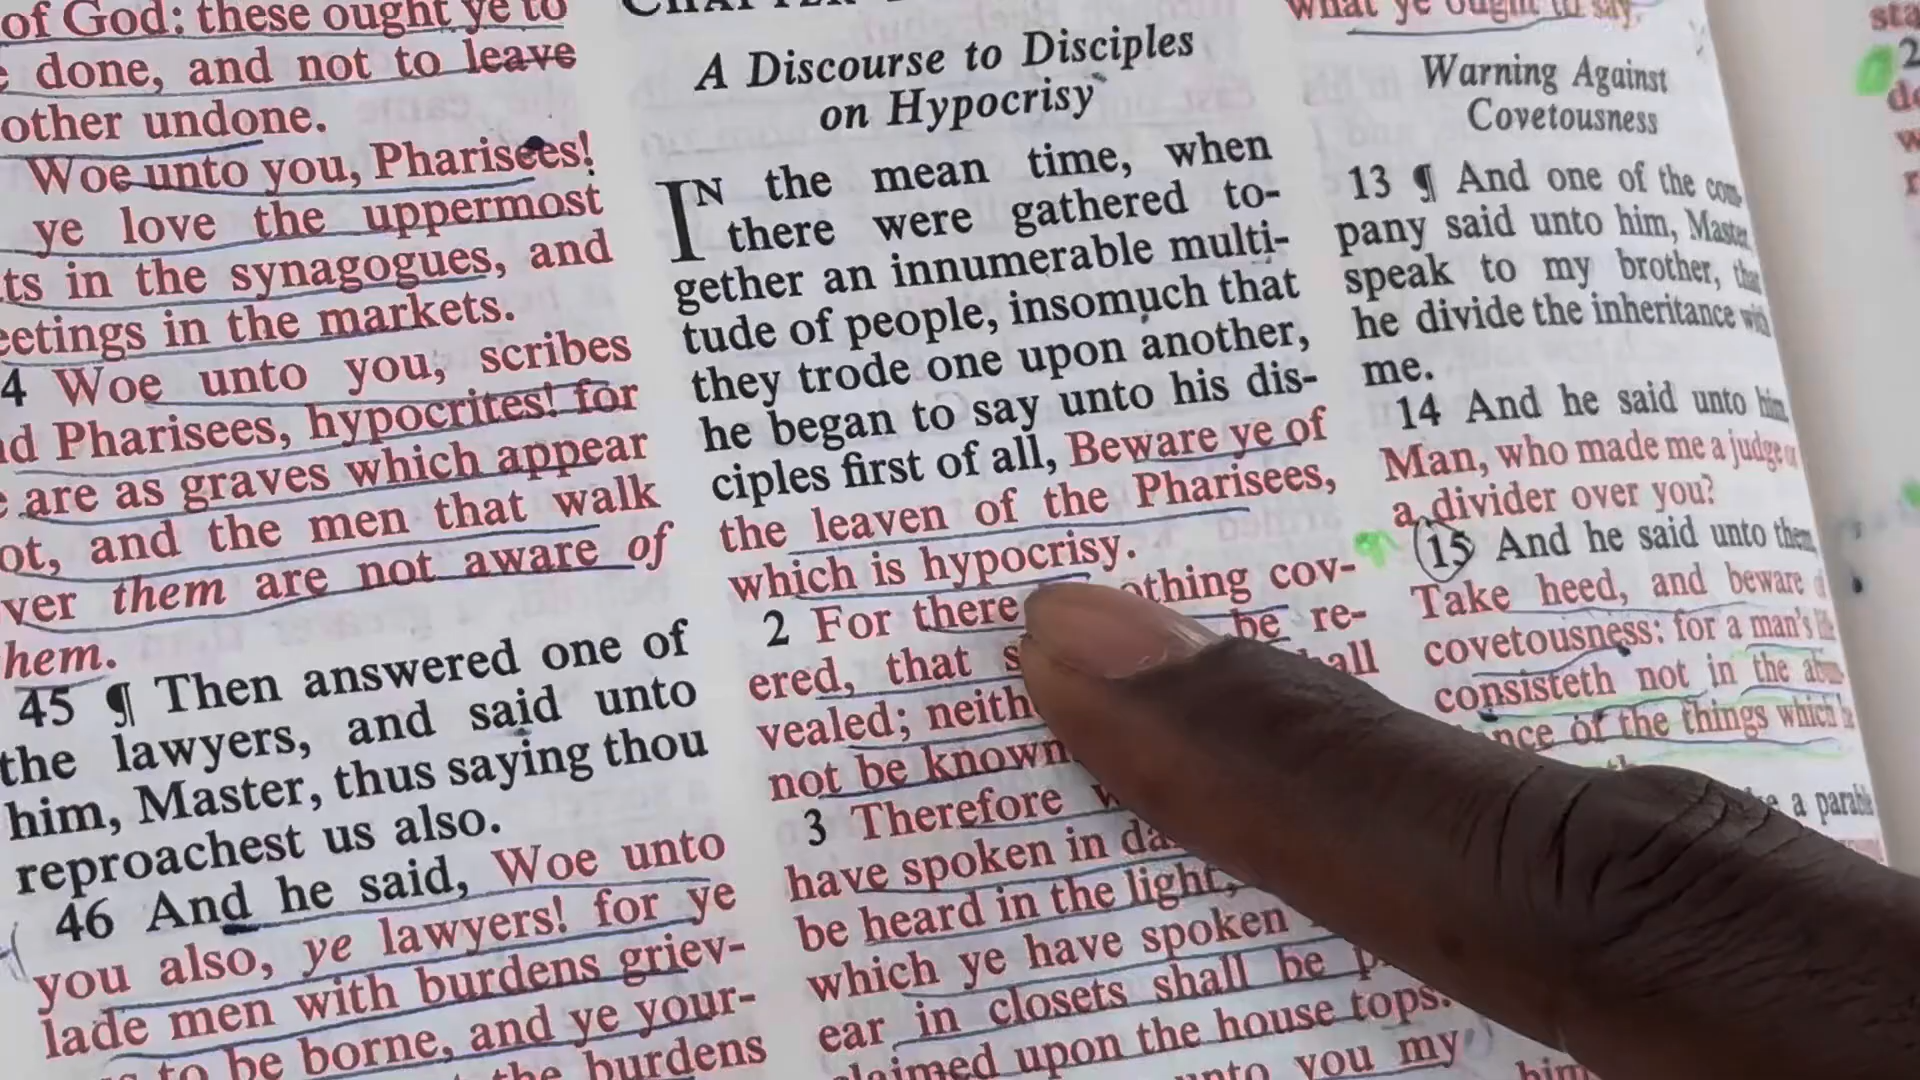 of God: these ought ye to
done, and not to leave
other undone.
Woe unto you, Pharisees!
ye love the uppermost
ts in the synagogues, and
eetings in the markets.
4 Woe unto you, scribes
nd Pharisees, hypocrites! for
are as graves which appear
ot, and the men that walk
ver them are not aware of
hem.
45 ¶ Then answered one of
the lawyers, and said unto
him, Master, thus saying thou
reproachest us also.
46 And he said, Woe unto
you also, ye lawyers! for ye
lade men with burdens griev-
to be borne, and ye your-
the burdens
A Discourse to Disciples
on Hypocrisy
IN the mean time, when
there were gathered to-
gether an innumerable multi-
tude of people, insomuch that
they trode one upon another,
he began to say unto his dis-
ciples first of all, Beware ye of
the leaven of the Pharisees,
which is hypocrisy.
2 For there othing cov-
ered, that s be re-
vealed; neith hall
not be known
3 Therefore
have spoken in da
be heard in the light,
which ye have spoken
ear in closets shall be p
claimed upon the house tops.
unto you my
what ye ought to say.
Warning Against
Covetousness
13 ¶ And one of the com-
pany said unto him, Master,
speak to my brother, that
he divide the inheritance with
me.
14 And he said unto him,
Man, who made me a judge or
a divider over you?
15 And he said unto them,
Take heed, and beware
covetousness: for a man's life
consisteth not in the abun-
nce of the things which he
a parable
him